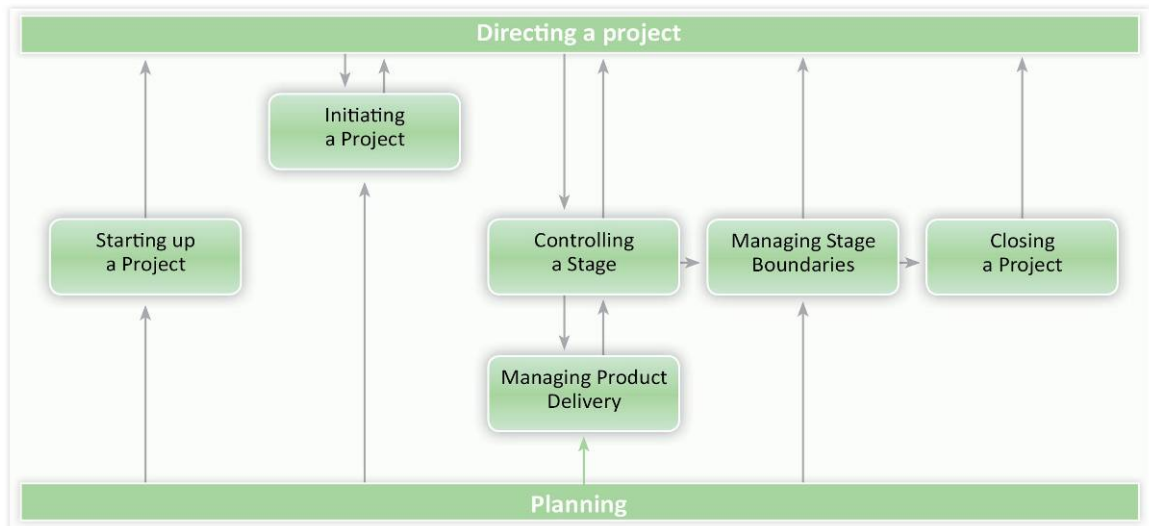 Directing a project
Initiating
a Project
Starting up
a Project
Controlling
a Stage
Managing Stage
Boundaries
Closing
a Project
Managing Product
Delivery
Planning